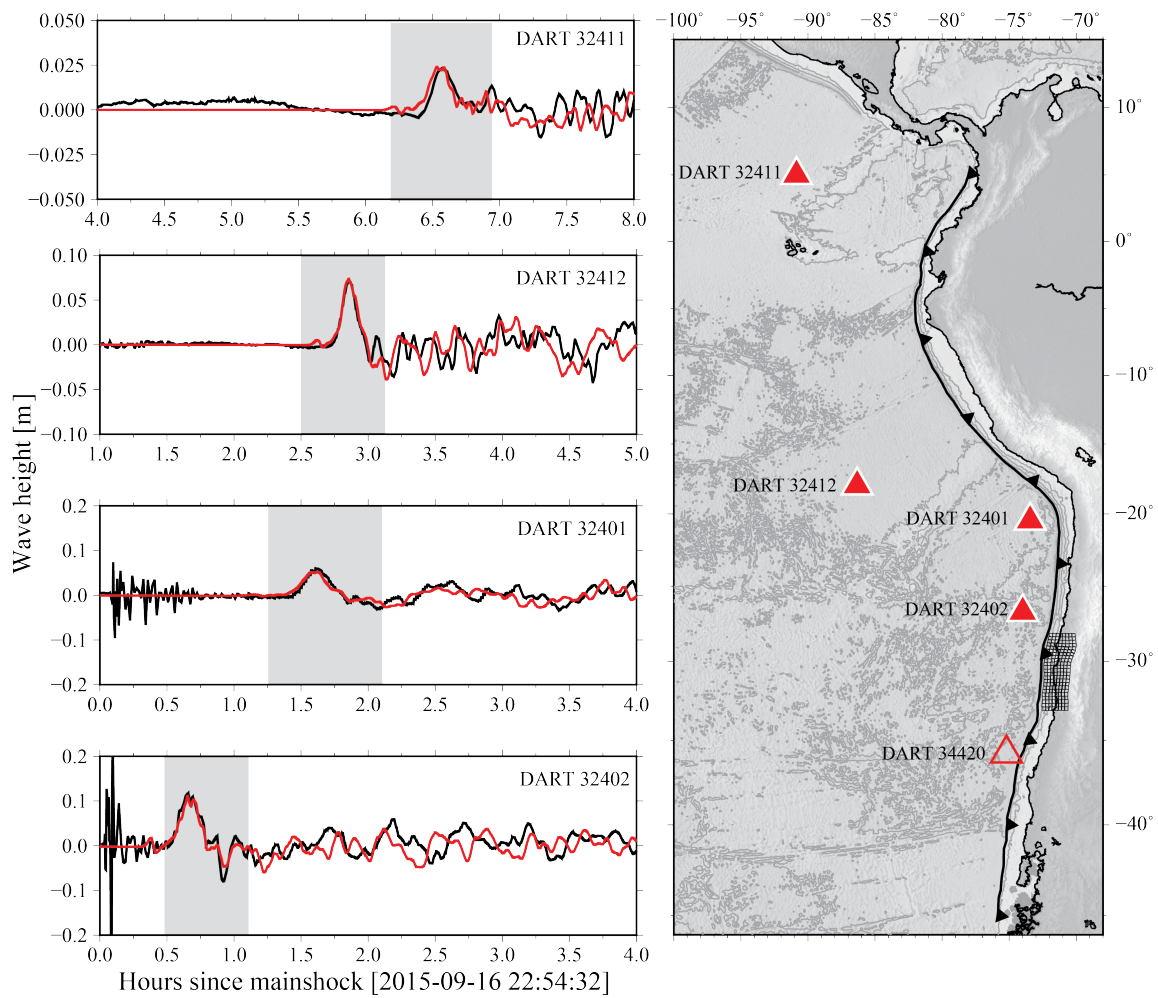 0.050
0.025
0.000
−0.025
−0.050
DART 32411
4.0 4.5 5.0 5.5 6.0 6.5 7.0 7.5 8.0
0.10
0.05
0.00
−0.05
−0.10
DART 32412
1.0 1.5 2.0 2.5 3.0 3.5 4.0 4.5 5.0
Wave height [m]
0.2
0.1
0.0
−0.1
−0.2
DART 32401
0.0 0.5 1.0 1.5 2.0 2.5 3.0 3.5 4.0
0.2
0.1
0.0
−0.1
−0.2
DART 32402
0.0 0.5 1.0 1.5 2.0 2.5 3.0 3.5 4.0
Hours since mainshock [2015-09-16 22:54:32]
−100° −95° −90° −85° −80° −75° −70°
10°
0°
−10°
−20°
−30°
−40°
DART 32411
DART 32412
DART 32401
DART 32402
DART 34420